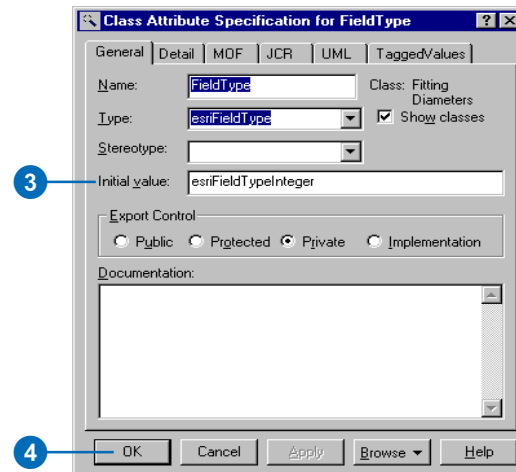 Class Attribute Specification for FieldType
General Detail MOF JCR UML TaggedValues
Name: FieldType Class: Fitting
Diameters
Type: esriFieldType Show classes
Stereotype:
3 Initial value: esriFieldTypeInteger
Export Control
Public Protected Private Implementation
Documentation:
4 OK Cancel Apply Browse Help